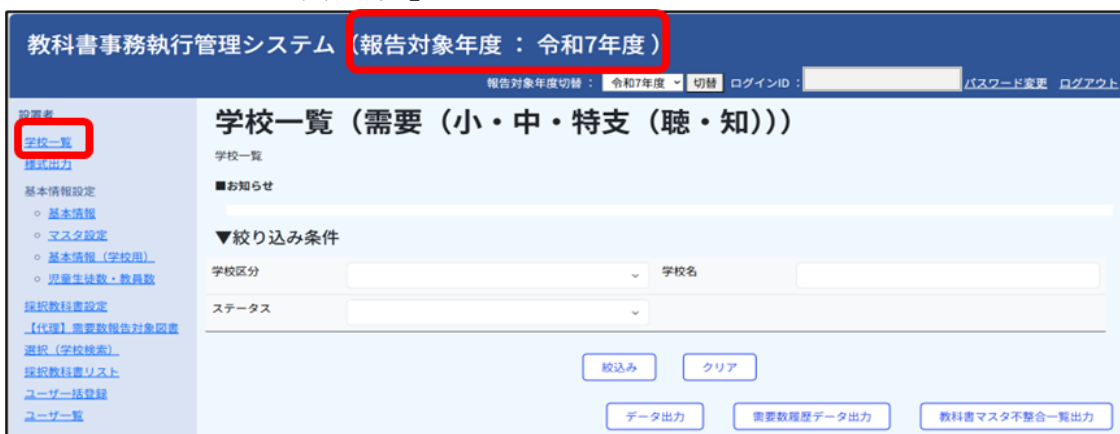 教科書事務執行管理システム（報告対象年度 ： 令和7年度 ）
報告対象年度切替 ： 令和7年度 切替 ログインID ： パスワード変更 ログアウト
設置者
学校一覧
様式出力
基本情報設定
基本情報
マスタ設定
基本情報（学校用）
児童生徒数・教員数
採択教科書設定
【代理】需要数報告対象図書
選択（学校検索）
採択教科書リスト
ユーザー括登録
ユーザー覧
学校一覧（需要（小・中・特支（聴・知）））
学校一覧
■お知らせ
▼絞り込み条件
学校区分 学校名
ステータス
絞込み クリア
データ出力 需要数履歴データ出力 教科書マスタ不整合一覧出力